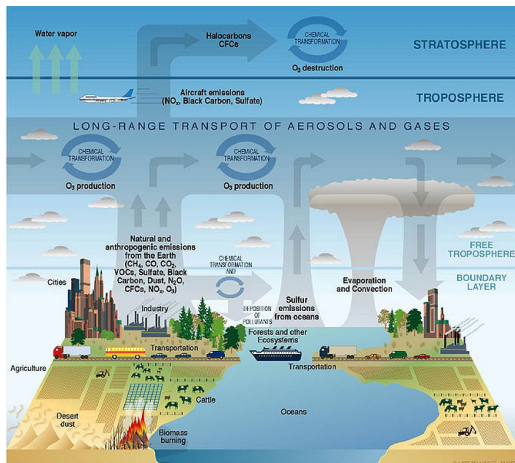 Water vapor
Halocarbons
CFCs
CHEMICAL
TRANSFORMATION
O₃ destruction
STRATOSPHERE
Aircraft emissions
(NOₓ, Black Carbon, Sulfate)
TROPOSPHERE
LONG-RANGE TRANSPORT OF AEROSOLS AND GASES
CHEMICAL
TRANSFORMATION
O₃ production
CHEMICAL
TRANSFORMATION
O₃ production
Natural and
anthropogenic emissions
from the Earth
(CH₄, CO, CO₂,
VOCs, Sulfate, Black
Carbon, Dust, N₂O,
CFCs, NOₓ, O₃)
CHEMICAL
TRANSFORMATION
AND
DEPOSITION
OF
POLLUTANTS
FREE
TROPOSPHERE
BOUNDARY
LAYER
Cities
Industry
Sulfur
emissions
from oceans
Evaporation
and Convection
Forests and other
Ecosystems
Transportation
Transportation
Agriculture
Cattle
Desert
dust
Biomass
burning
Oceans